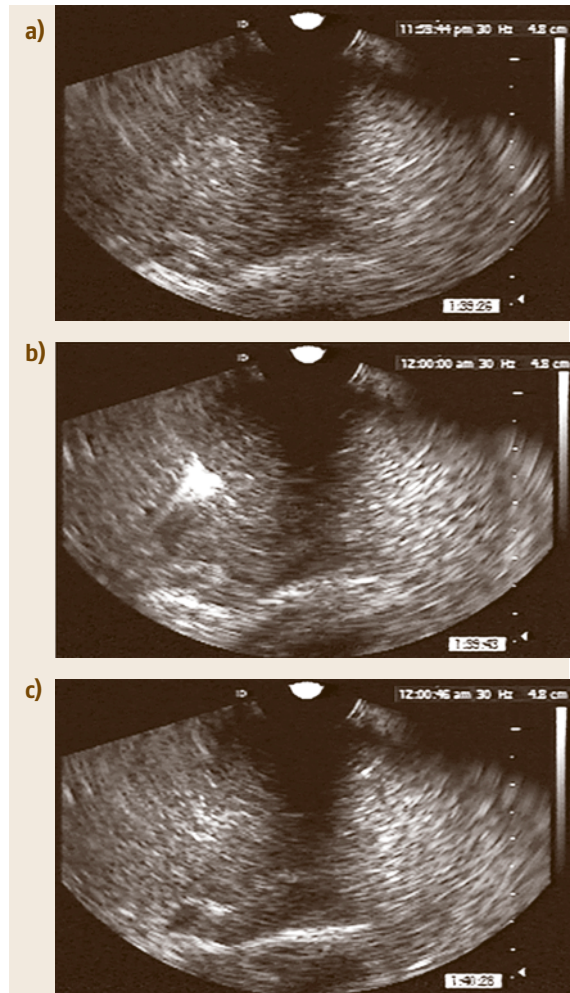 a)
11:58:44 pm 30 Hz 4.8 cm
1:39:26
b)
12:00:00 am 30 Hz 4.8 cm
1:39:43
c)
12:00:46 am 30 Hz 4.8 cm
1:40:28